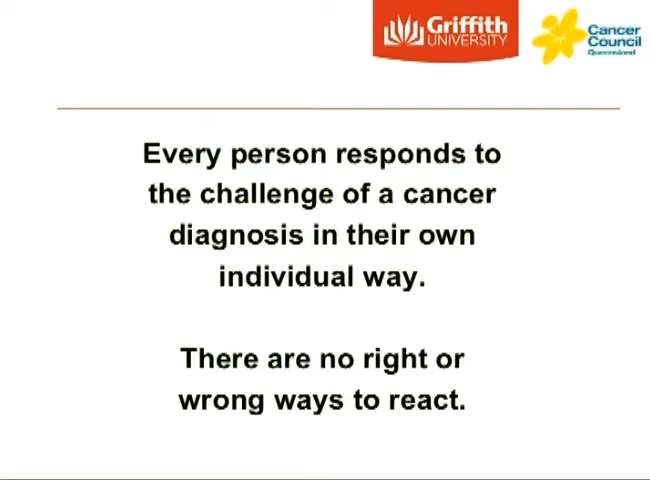 Griffith
UNIVERSITY
Cancer
Council
Queensland
Every person responds to
the challenge of a cancer
diagnosis in their own
individual way.
There are no right or
wrong ways to react.